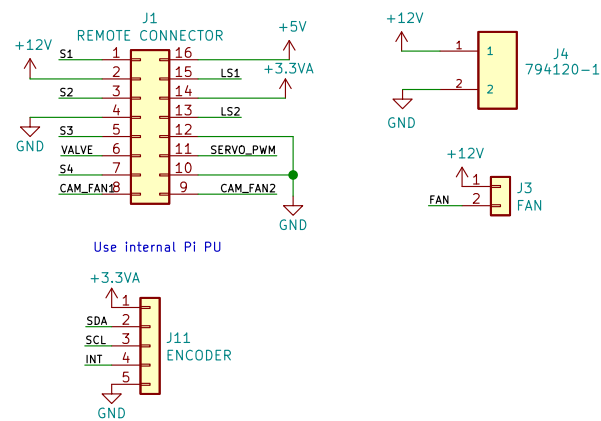 J1
REMOTE CONNECTOR
+12V
+5V
S1 1 16
2 15 LS1
+3.3VA
S2 3 14
4 13 LS2
GND
S3 5 12
VALVE 6 11 SERVO_PWM
S4 7 10
CAM_FAN1 8 9 CAM_FAN2
GND
+12V
1 1
J4
794120-1
2 2
GND
+12V
1
J3
FAN 2 FAN
Use internal Pi PU
+3.3VA
1
SDA 2
SCL 3
J11
ENCODER
INT 4
5
GND